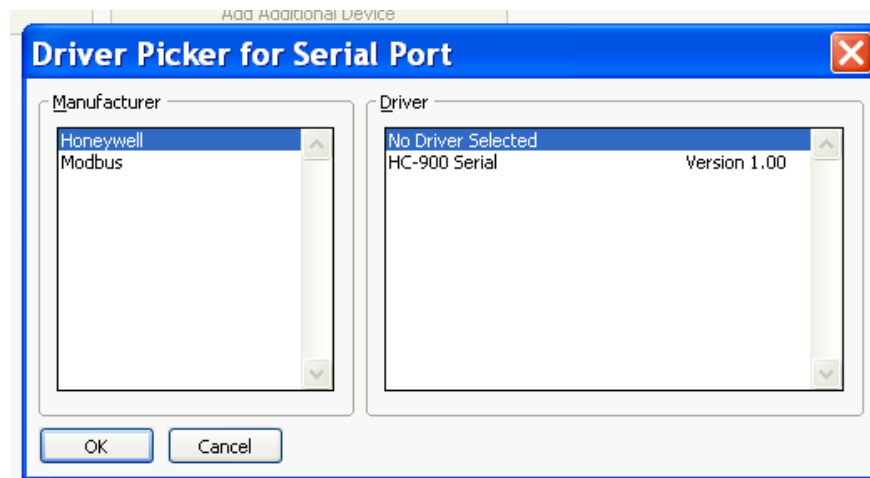 Add Additional Device
Driver Picker for Serial Port
Manufacturer
Driver
Honeywell
Modbus
No Driver Selected
HC-900 Serial Version 1.00
OK
Cancel